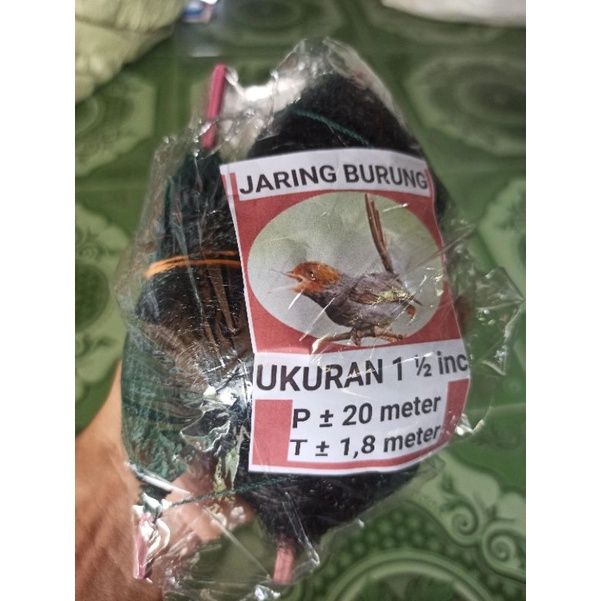 JARING BURUNG
UKURAN 1 ½ inc
P ± 20 meter
T ± 1,8 meter